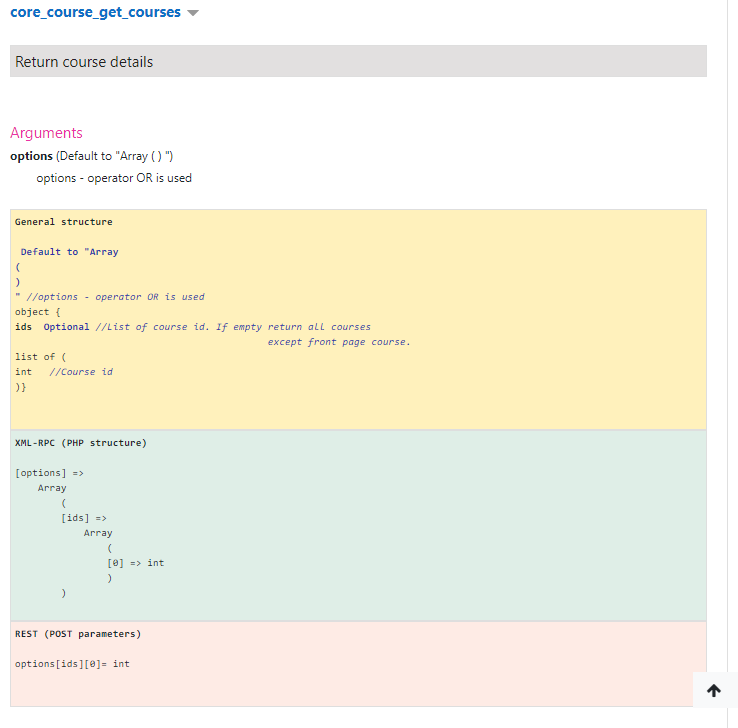 core_course_get_courses
Return course details
Arguments
options (Default to "Array ( ) ")
options - operator OR is used
General structure
Default to "Array
(
)
" //options - operator OR is used
object {
ids Optional //List of course id. If empty return all courses
except front page course.
list of (
int //Course id
)}
XML-RPC (PHP structure)
[options] =>
Array
(
[ids] =>
Array
(
[0] => int
)
)
REST (POST parameters)
options[ids][0]= int